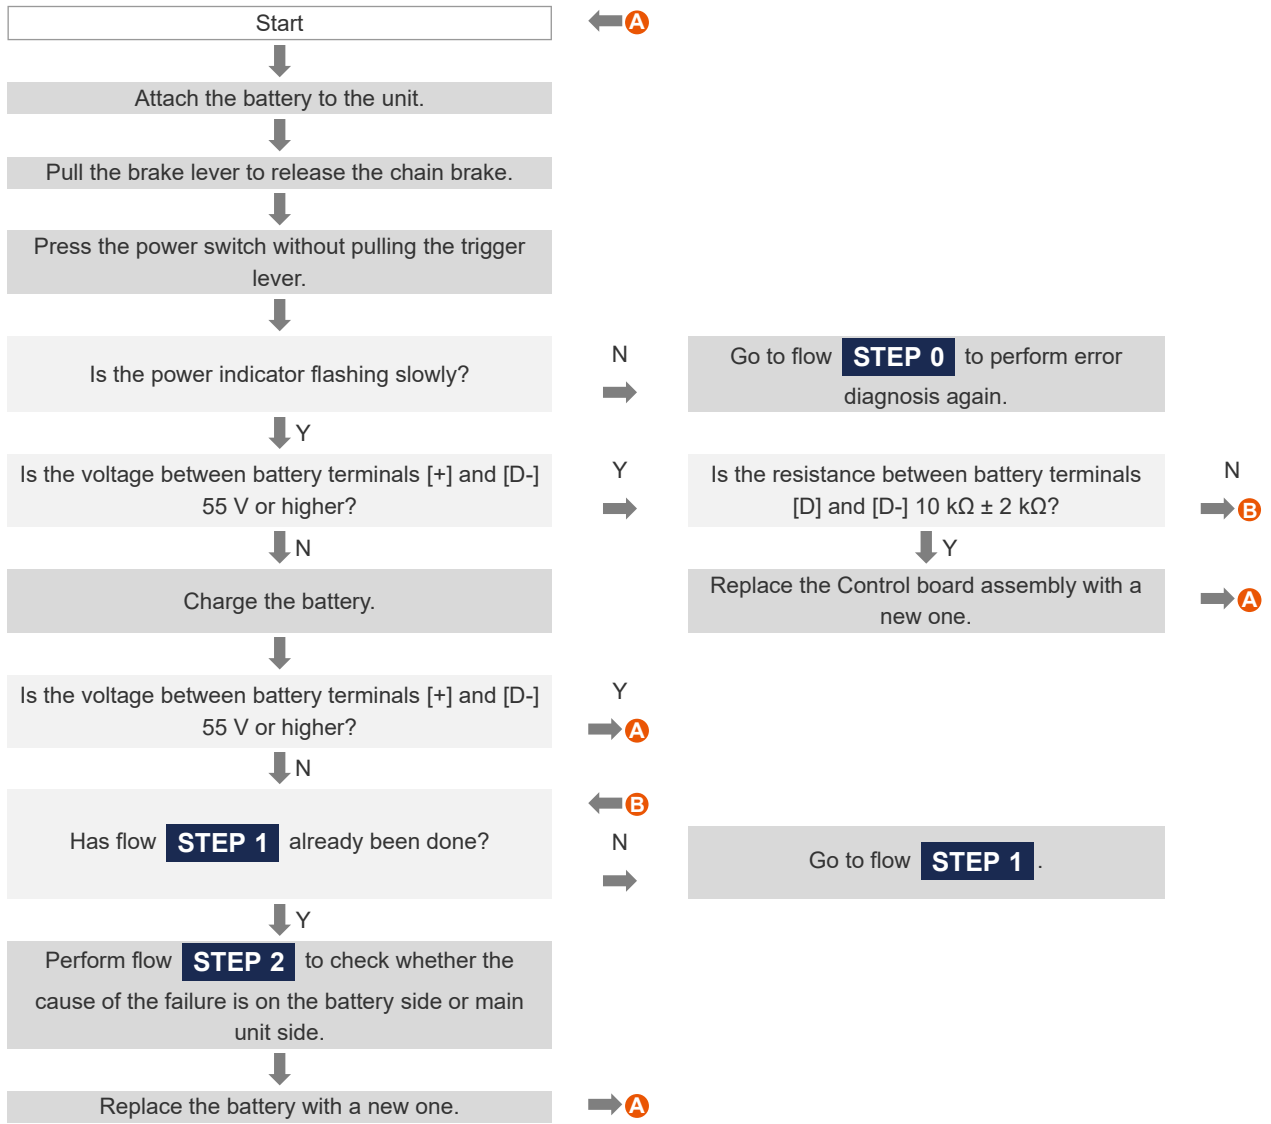 Start
A
Attach the battery to the unit.
Pull the brake lever to release the chain brake.
Press the power switch without pulling the trigger
lever.
Is the power indicator flashing slowly?
N
Go to flow STEP 0 to perform error
diagnosis again.
Y
Is the voltage between battery terminals [+] and [D-]
55 V or higher?
Y
Is the resistance between battery terminals
[D] and [D-] 10 kΩ ± 2 kΩ?
N
B
N
Y
Charge the battery.
Replace the Control board assembly with a
new one.
A
Is the voltage between battery terminals [+] and [D-]
55 V or higher?
Y
A
N
B
Has flow STEP 1 already been done?
N
Go to flow STEP 1 .
Y
Perform flow STEP 2 to check whether the
cause of the failure is on the battery side or main
unit side.
Replace the battery with a new one.
A